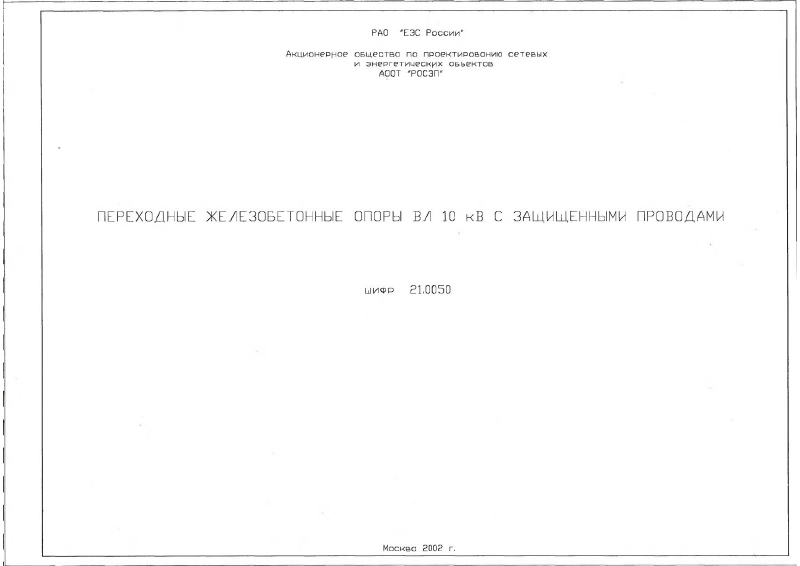 РАО "ЕЭС России"
Акционерное общество по проектированию сетевых
и энергетических объектов
АООТ "РОСЭП"
ПЕРЕХОДНЫЕ ЖЕЛЕЗОБЕТОННЫЕ ОПОРЫ ВЛ 10 кВ С ЗАЩИЩЕННЫМИ ПРОВОДАМИ
ШИФР 21.0050
Москва 2002 г.